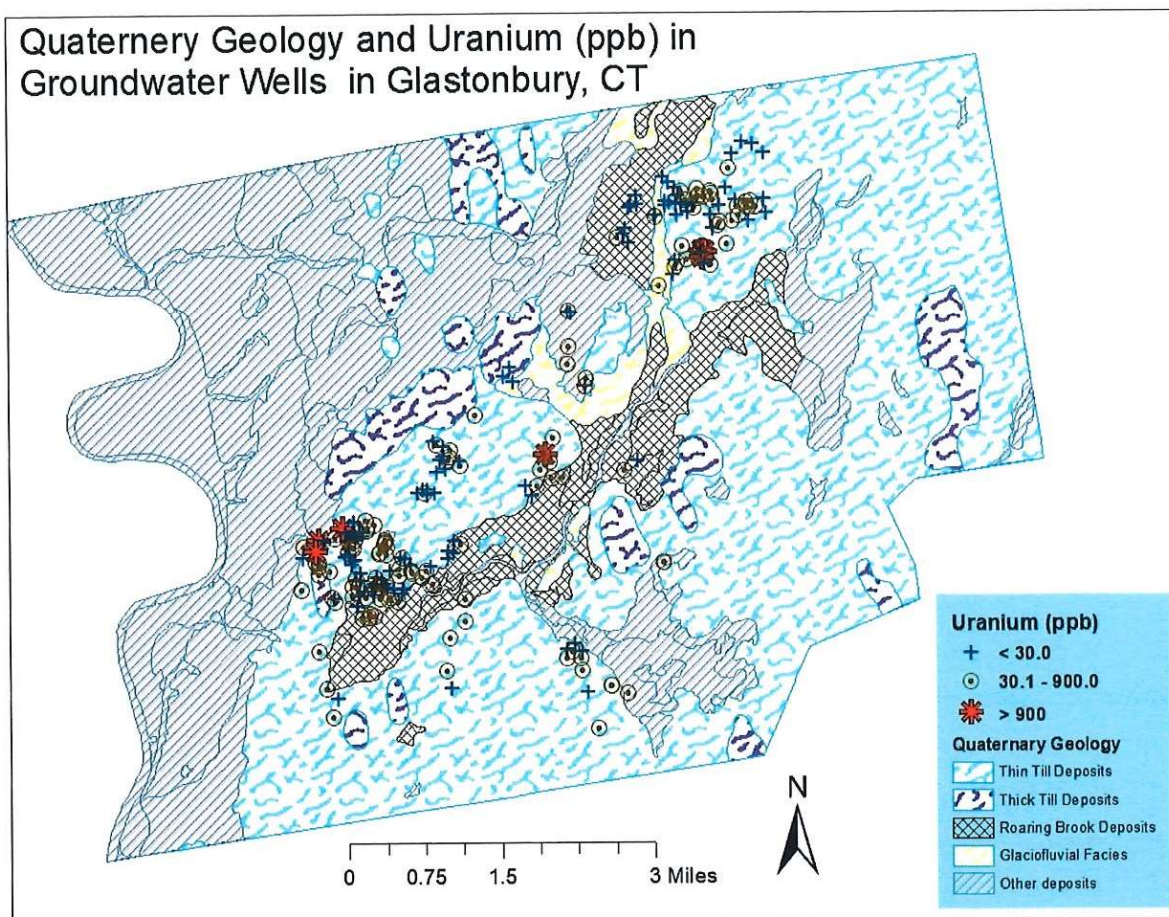 Quaternery Geology and Uranium (ppb) in
Groundwater Wells in Glastonbury, CT
Uranium (ppb)
< 30.0
30.1 - 900.0
> 900
Quaternary Geology
Thin Till Deposits
Thick Till Deposits
Roaring Brook Deposits
Glaciofluvial Facies
Other deposits
N
0 0.75 1.5 3 Miles